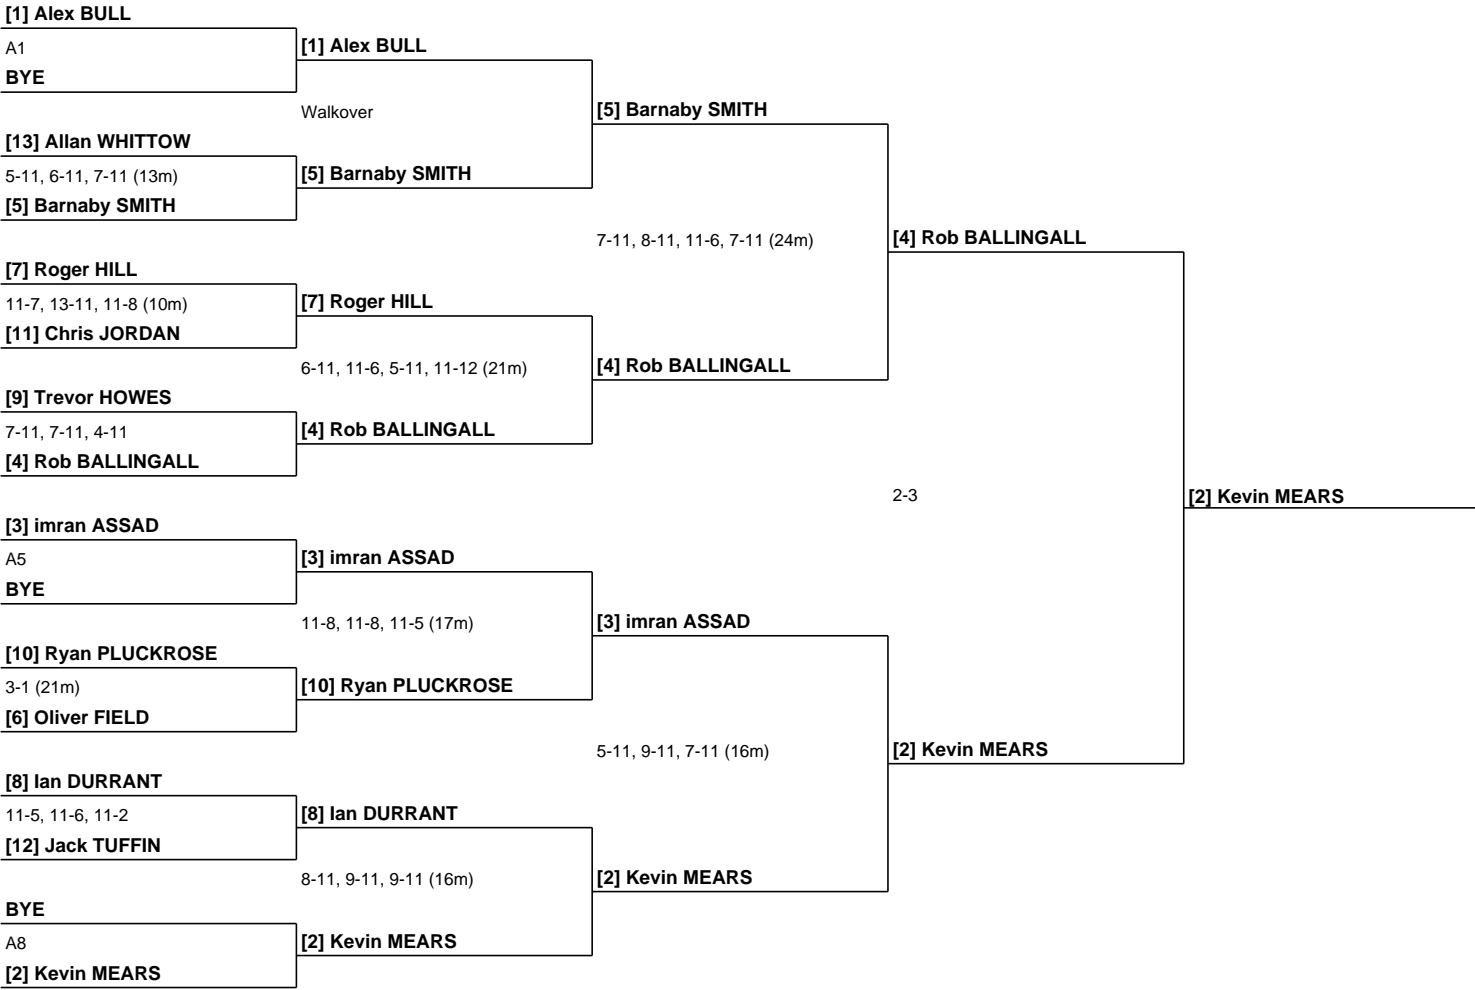 [1] Alex BULL
A1
BYE
[13] Allan WHITTOW
5-11, 6-11, 7-11 (13m)
[5] Barnaby SMITH
[7] Roger HILL
11-7, 13-11, 11-8 (10m)
[11] Chris JORDAN
[9] Trevor HOWES
7-11, 7-11, 4-11
[4] Rob BALLINGALL
[3] imran ASSAD
A5
BYE
[10] Ryan PLUCKROSE
3-1 (21m)
[6] Oliver FIELD
[8] Ian DURRANT
11-5, 11-6, 11-2
[12] Jack TUFFIN
BYE
A8
[2] Kevin MEARS
[1] Alex BULL
Walkover
[5] Barnaby SMITH
[7] Roger HILL
6-11, 11-6, 5-11, 11-12 (21m)
[4] Rob BALLINGALL
[3] imran ASSAD
11-8, 11-8, 11-5 (17m)
[10] Ryan PLUCKROSE
[8] Ian DURRANT
8-11, 9-11, 9-11 (16m)
[2] Kevin MEARS
[5] Barnaby SMITH
7-11, 8-11, 11-6, 7-11 (24m)
[4] Rob BALLINGALL
[3] imran ASSAD
5-11, 9-11, 7-11 (16m)
[2] Kevin MEARS
[4] Rob BALLINGALL
2-3
[2] Kevin MEARS
[2] Kevin MEARS